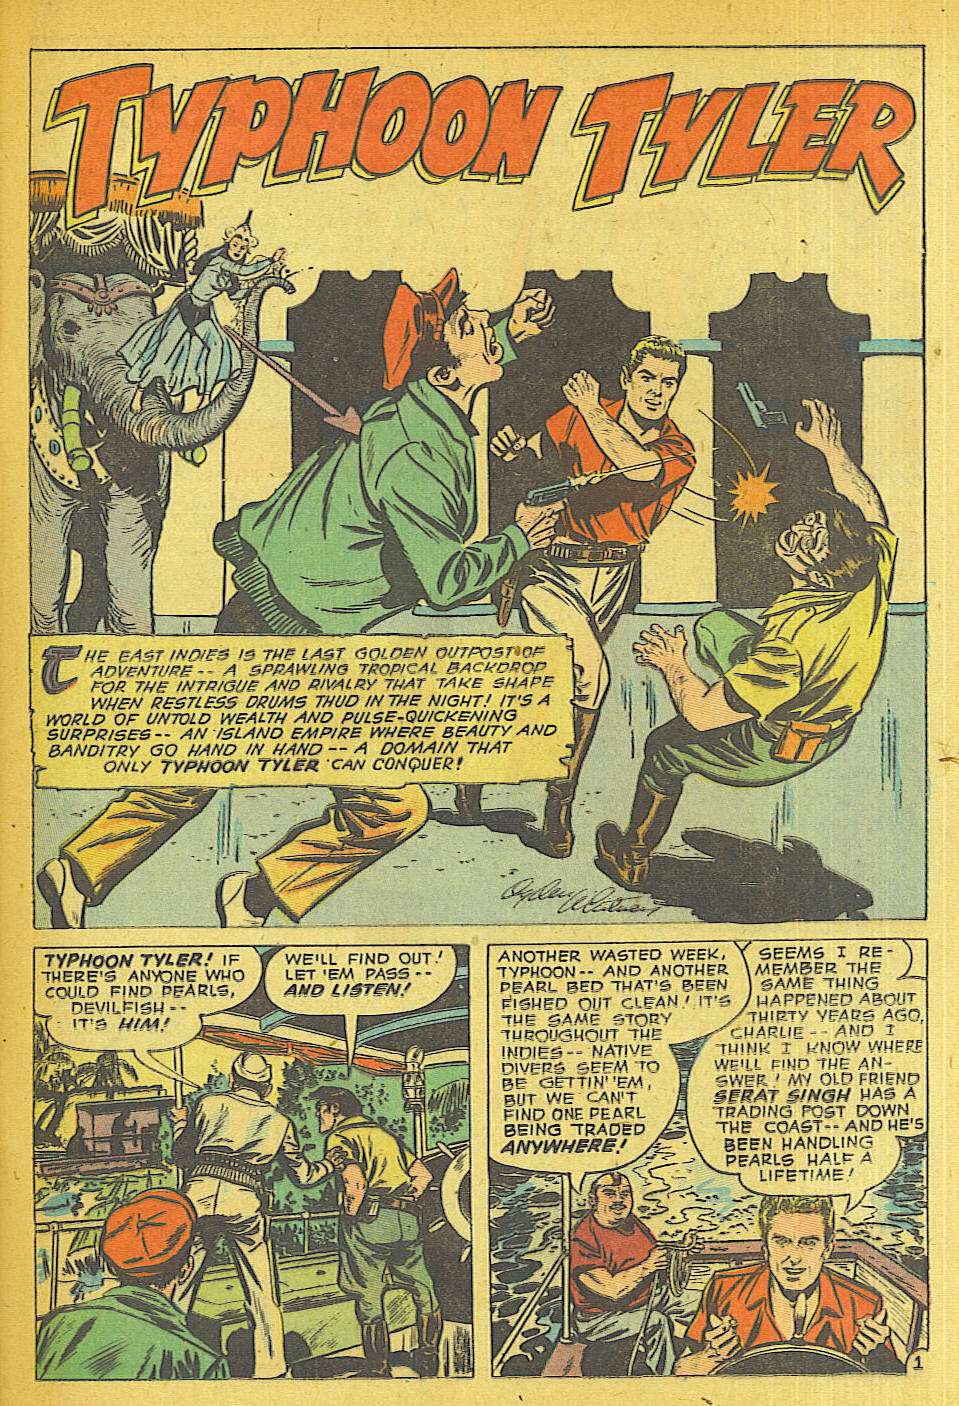 TYPHOON TYLER
THE EAST INDIES IS THE LAST GOLDEN OUTPOST OF
ADVENTURE -- A SPRAWLING TROPICAL BACKDROP
FOR THE INTRIGUE AND RIVALRY THAT TAKE SHAPE
WHEN RESTLESS DRUMS THUD IN THE NIGHT! IT'S A
WORLD OF UNTOLD WEALTH AND PULSE-QUICKENING
SURPRISES -- AN ISLAND EMPIRE WHERE BEAUTY AND
BANDITRY GO HAND IN HAND -- A DOMAIN THAT
ONLY TYPHOON TYLER CAN CONQUER!
Ogden Whitney
TYPHOON TYLER! IF
THERE'S ANYONE WHO
COULD FIND PEARLS,
DEVILFISH --
IT'S HIM!
WE'LL FIND OUT!
LET 'EM PASS --
AND LISTEN!
ANOTHER WASTED WEEK,
TYPHOON -- AND ANOTHER
PEARL BED THAT'S BEEN
FISHED OUT CLEAN! IT'S
THE SAME STORY
THROUGHOUT THE
INDIES -- NATIVE
DIVERS SEEM TO
BE GETTIN' 'EM,
BUT WE CAN'T
FIND ONE PEARL
BEING TRADED
ANYWHERE!
SEEMS I RE-
MEMBER THE
SAME THING
HAPPENED ABOUT
THIRTY YEARS AGO,
CHARLIE -- AND I
THINK I KNOW WHERE
WE'LL FIND THE AN-
SWER! MY OLD FRIEND
SERAT SINGH HAS A
TRADING POST DOWN
THE COAST -- AND HE'S
BEEN HANDLING
PEARLS HALF A
LIFETIME!
1